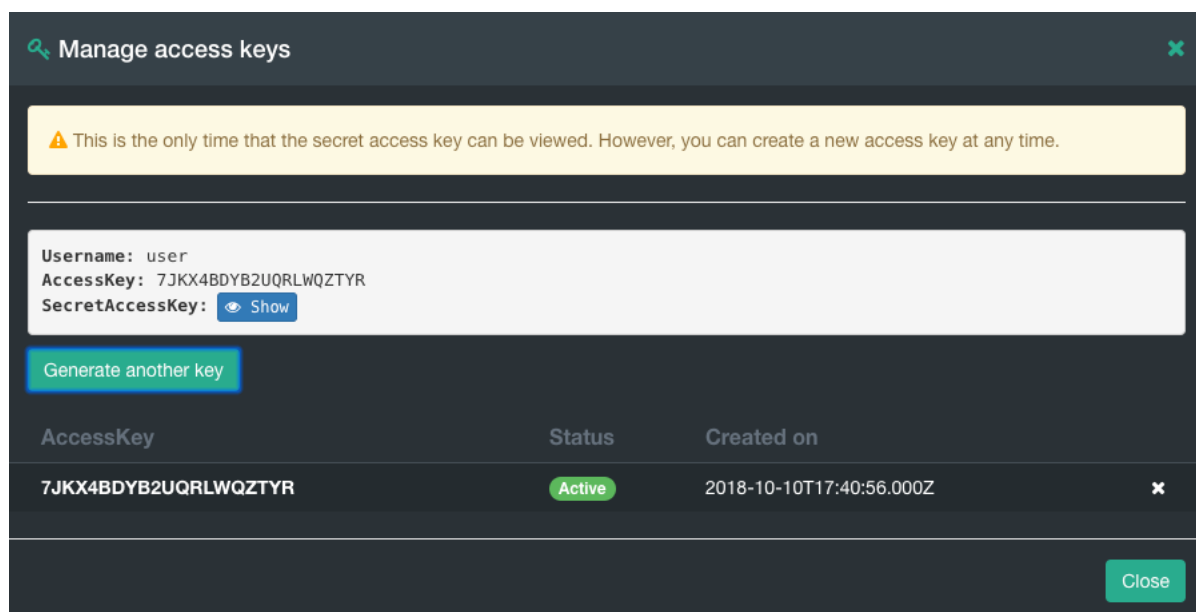 Manage access keys
This is the only time that the secret access key can be viewed. However, you can create a new access key at any time.
Username: user
AccessKey: 7JKX4BDYB2UQRLWQZTYR
SecretAccessKey: Show
Generate another key
AccessKey Status Created on
7JKX4BDYB2UQRLWQZTYR Active 2018-10-10T17:40:56.000Z
Close